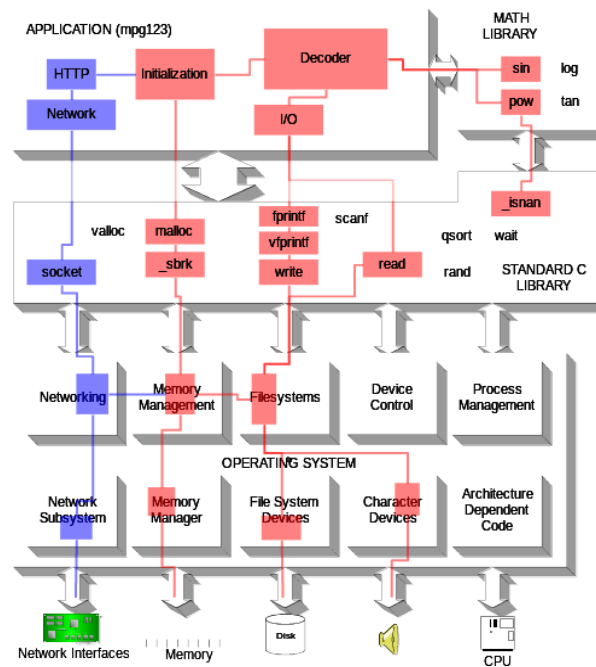 APPLICATION (mpg123)
MATH
LIBRARY
HTTP
Initialization
Decoder
sin
log
Network
I/O
pow
tan
valloc
malloc
fprintf
scanf
_isnan
vfprintf
qsort
wait
socket
_sbrk
write
read
rand
STANDARD C
LIBRARY
Networking
Memory
Management
Filesystems
Device
Control
Process
Management
OPERATING SYSTEM
Network
Subsystem
Memory
Manager
File System
Devices
Character
Devices
Architecture
Dependent
Code
Network Interfaces
Memory
Disk
CPU